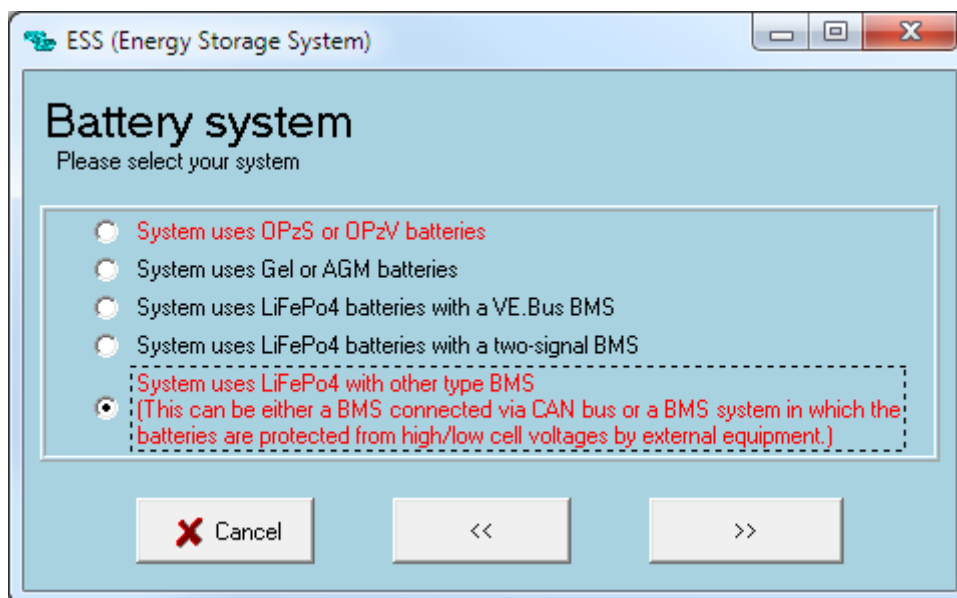 ESS (Energy Storage System)
Battery system
Please select your system
System uses OPzS or OPzV batteries
System uses Gel or AGM batteries
System uses LiFePo4 batteries with a VE.Bus BMS
System uses LiFePo4 batteries with a two-signal BMS
System uses LiFePo4 with other type BMS
(This can be either a BMS connected via CAN bus or a BMS system in which the
batteries are protected from high/low cell voltages by external equipment.)
Cancel
<<
>>